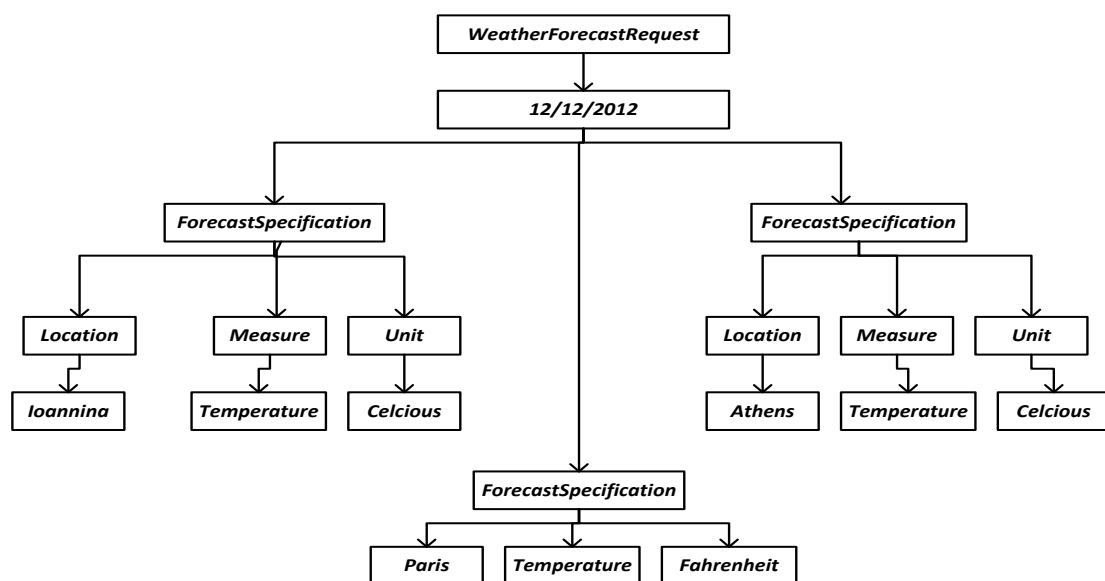 WeatherForecastRequest
12/12/2012
ForecastSpecification
ForecastSpecification
Location
Measure
Unit
Location
Measure
Unit
Ioannina
Temperature
Celcious
Athens
Temperature
Celcious
ForecastSpecification
Paris
Temperature
Fahrenheit